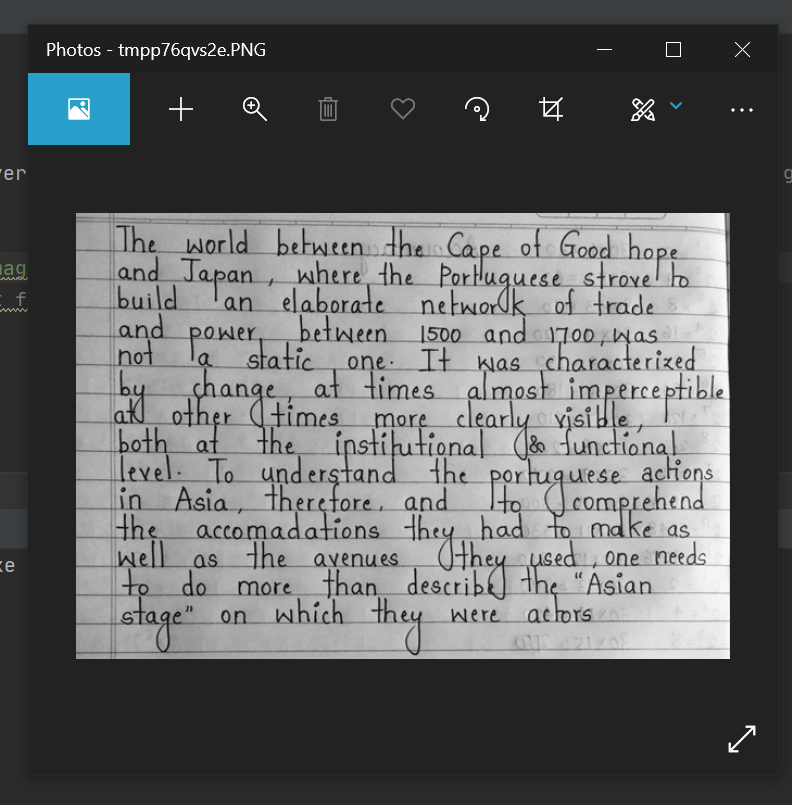 Photos - tmpp76qvs2e.PNG
ver
g
naq
t f
ke
The world between the Cape of Good hope
and Japan, where the Portuguese strove to
build an elaborate network of trade
and power, between 1500 and 1700, was
not a static one. It was characterized
by change, at times almost imperceptible
at other times more clearly visible,
both at the institutional & functional
level. To understand the portuguese actions
in Asia, therefore, and to comprehend
the accomadations they had to make as
well as the avenues they used, one needs
to do more than describe the "Asian
stage" on which they were actors